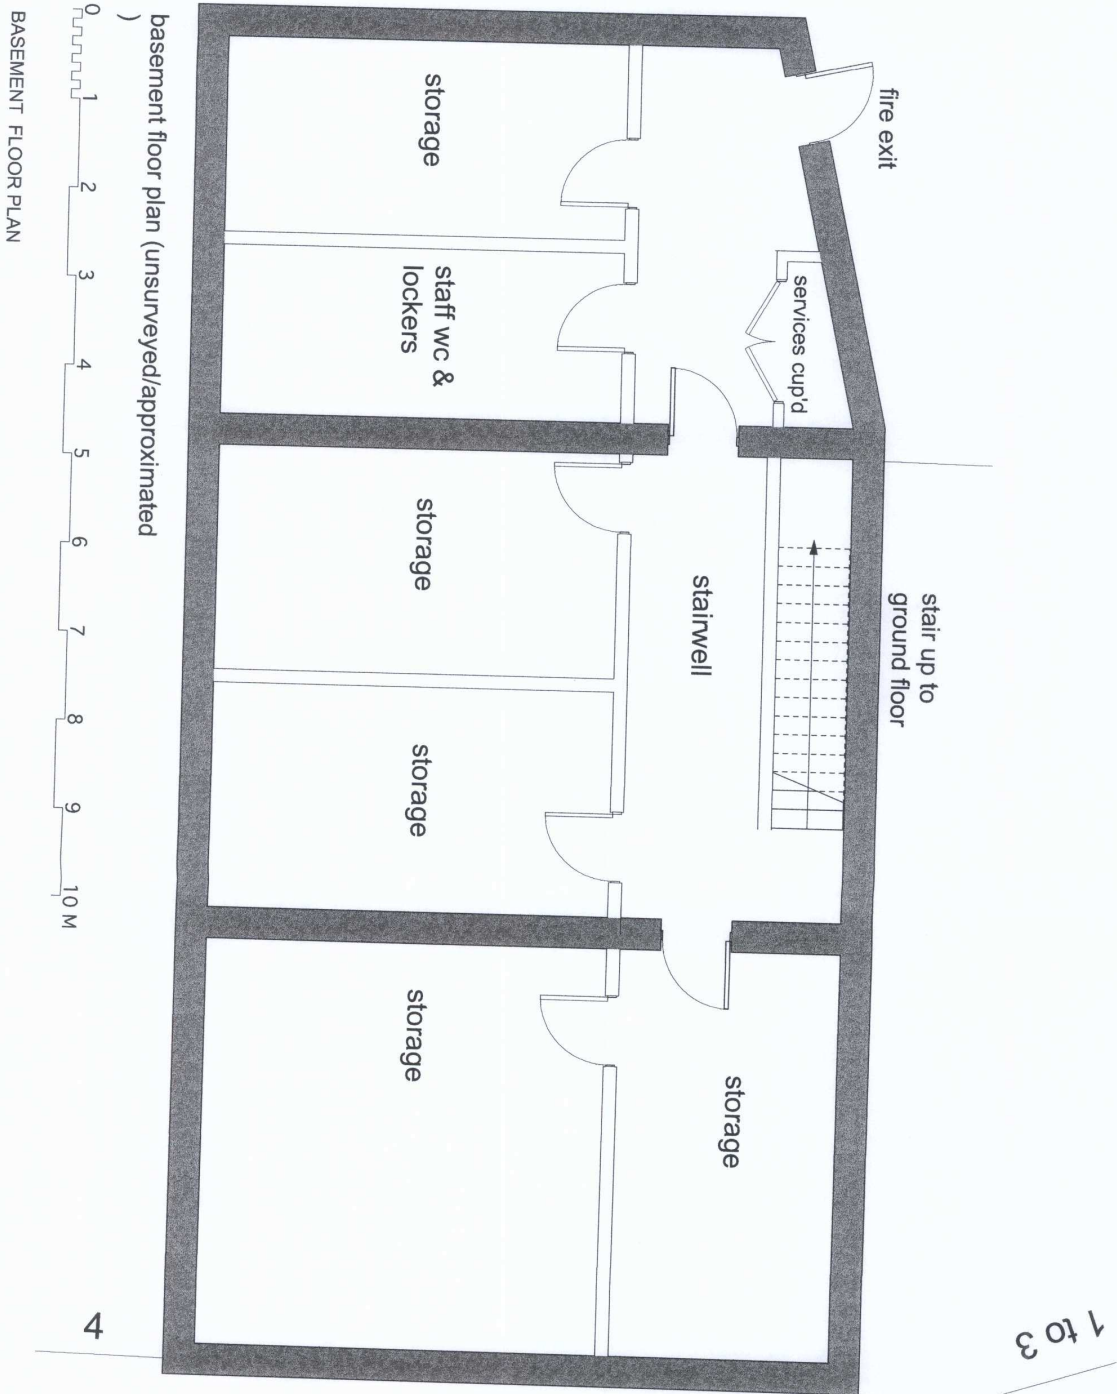 1 to 3
stair up to
ground floor
fire exit
services cup'd
stairwell
storage
storage
staff wc &
lockers
storage
storage
storage
4
basement floor plan (unsurveyed/approximated
)
0 1 2 3 4 5 6 7 8 9 10 M
BASEMENT FLOOR PLAN